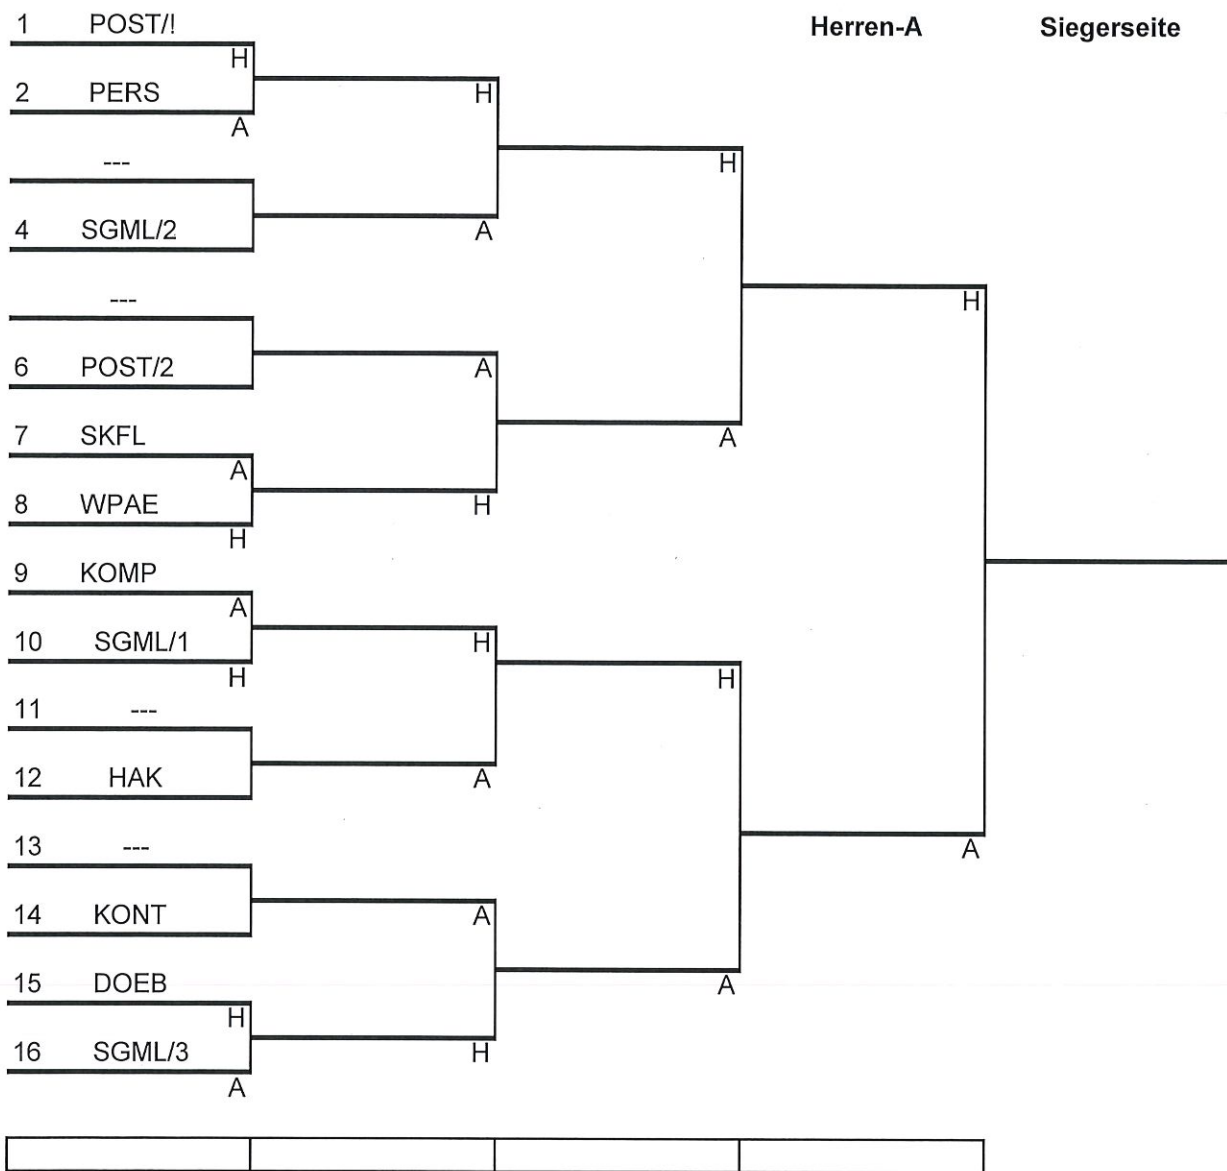 Herren-A Siegerseite
1 POST/!
H
2 PERS
H
A
---
H
4 SGML/2
A
---
H
6 POST/2
A
7 SKFL
A
A
8 WPAE
H
H
9 KOMP
A
10 SGML/1
H
H
H
11 ---
12 HAK
A
13 ---
A
14 KONT
A
15 DOEB
A
H
16 SGML/3
H
A